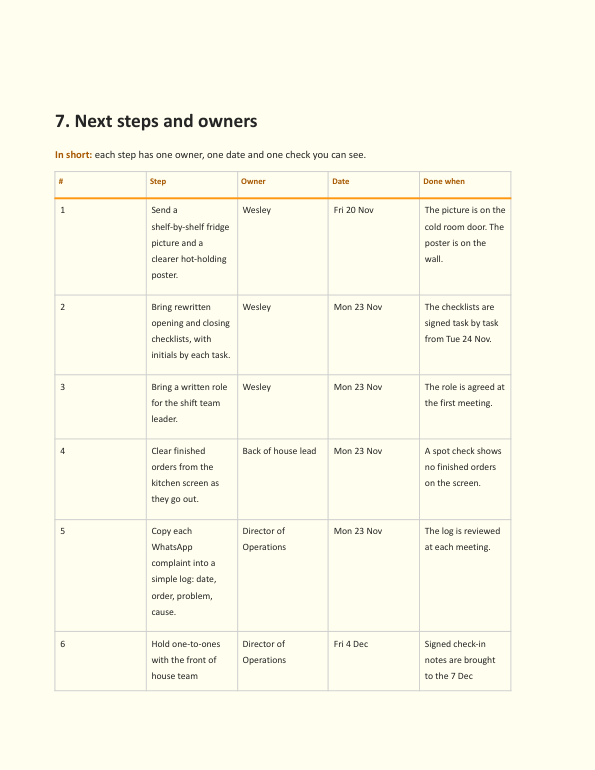 7. Next steps and owners
In short: each step has one owner, one date and one check you can see.
# Step Owner Date Done when
1 Send a Wesley Fri 20 Nov The picture is on the
shelf-by-shelf fridge cold room door. The
picture and a poster is on the
clearer hot-holding wall.
poster.
2 Bring rewritten Wesley Mon 23 Nov The checklists are
opening and closing signed task by task
checklists, with from Tue 24 Nov.
initials by each task.
3 Bring a written role Wesley Mon 23 Nov The role is agreed at
for the shift team the first meeting.
leader.
4 Clear finished Back of house lead Mon 23 Nov A spot check shows
orders from the no finished orders
kitchen screen as on the screen.
they go out.
5 Copy each Director of Mon 23 Nov The log is reviewed
WhatsApp Operations at each meeting.
complaint into a
simple log: date,
order, problem,
cause.
6 Hold one-to-ones Director of Fri 4 Dec Signed check-in
with the front of Operations notes are brought
house team to the 7 Dec